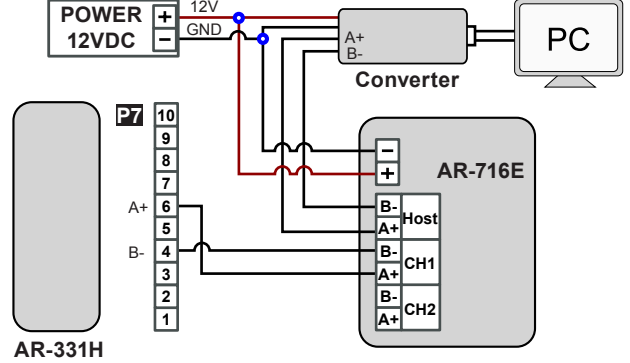 POWER + 12V
12VDC − GND
A+
B-
Converter
PC
P7
10
9
8
7
A+ 6
5
B- 4
3
2
1
AR-331H
−
+
AR-716E
B- Host
A+
B- CH1
A+
B- CH2
A+